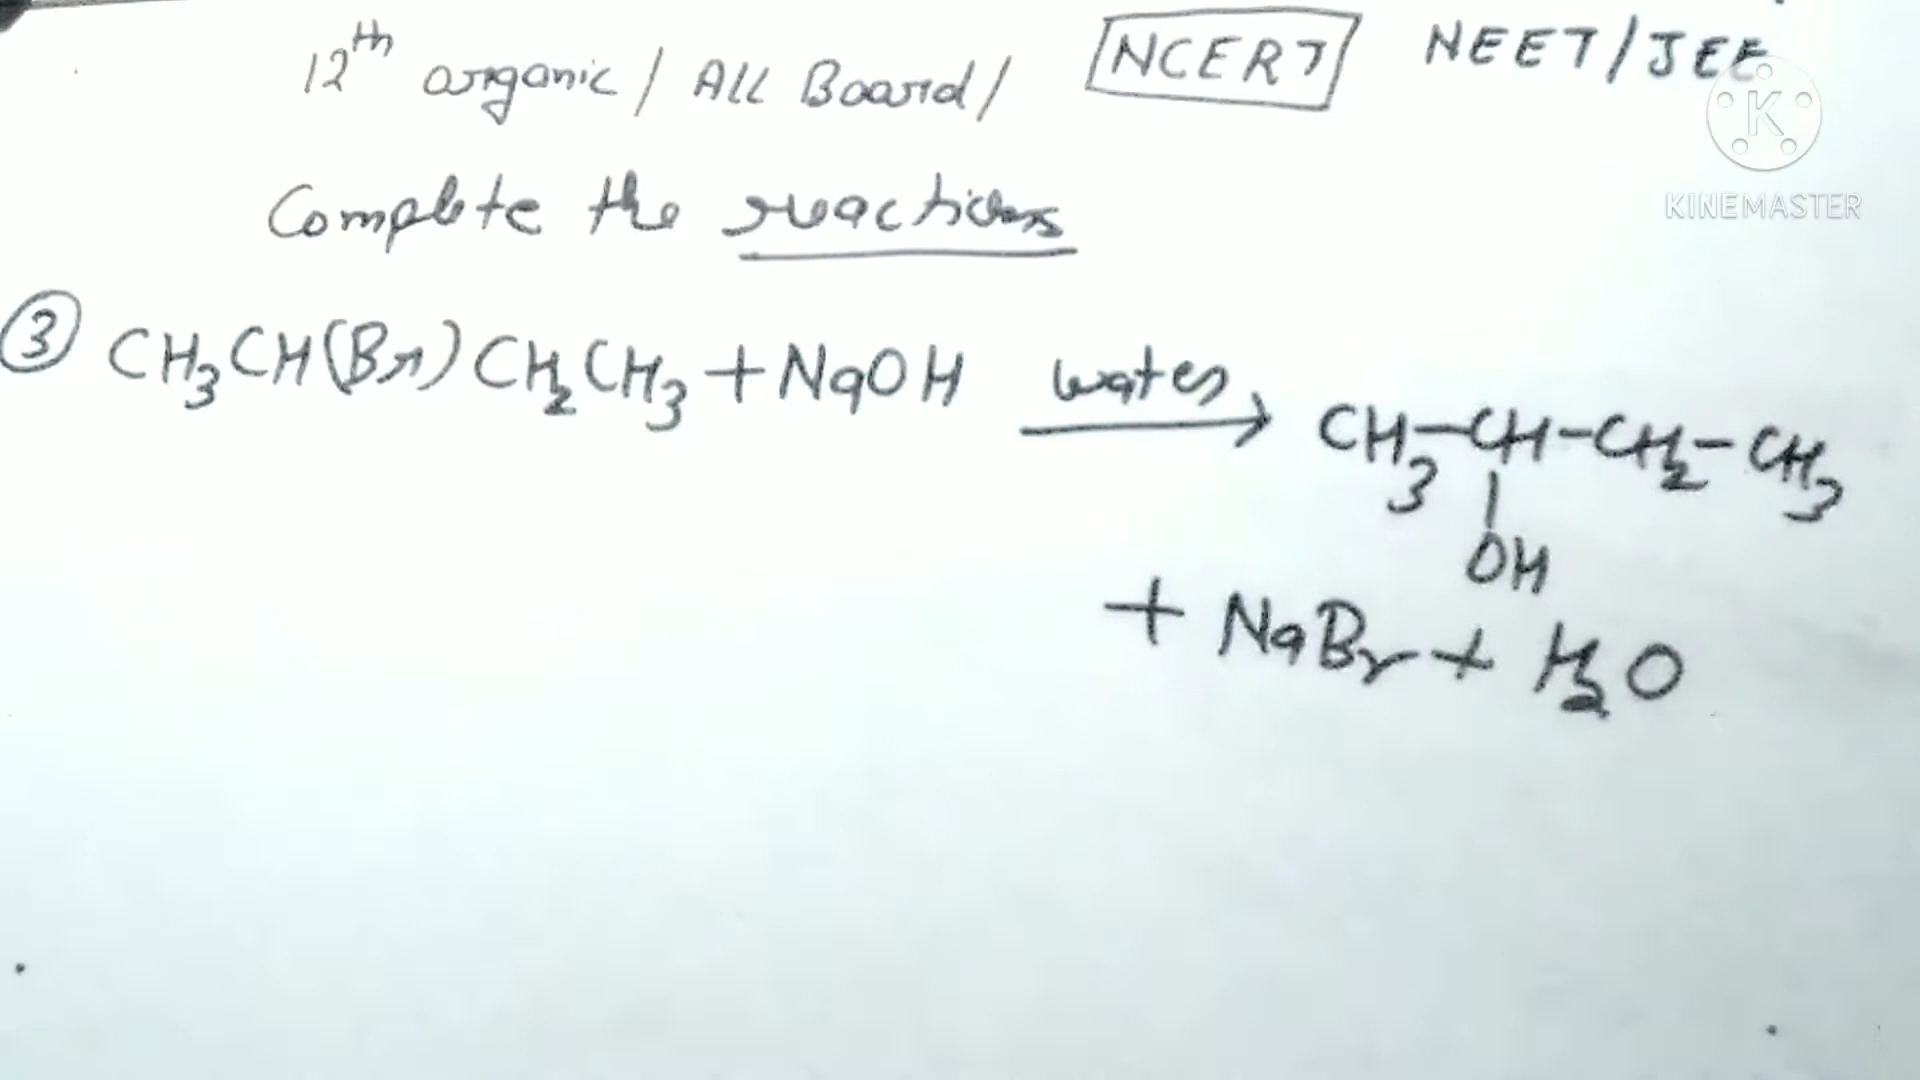 12th organic / All Board / NCERT NEET/JEE
KINEMASTER
Complete the reactions
③ CH₃CH(Br)CH₂CH₃ + NaOH water→ CH₃-CH-CH₂-CH₃
OH
+ NaBr + H₂O